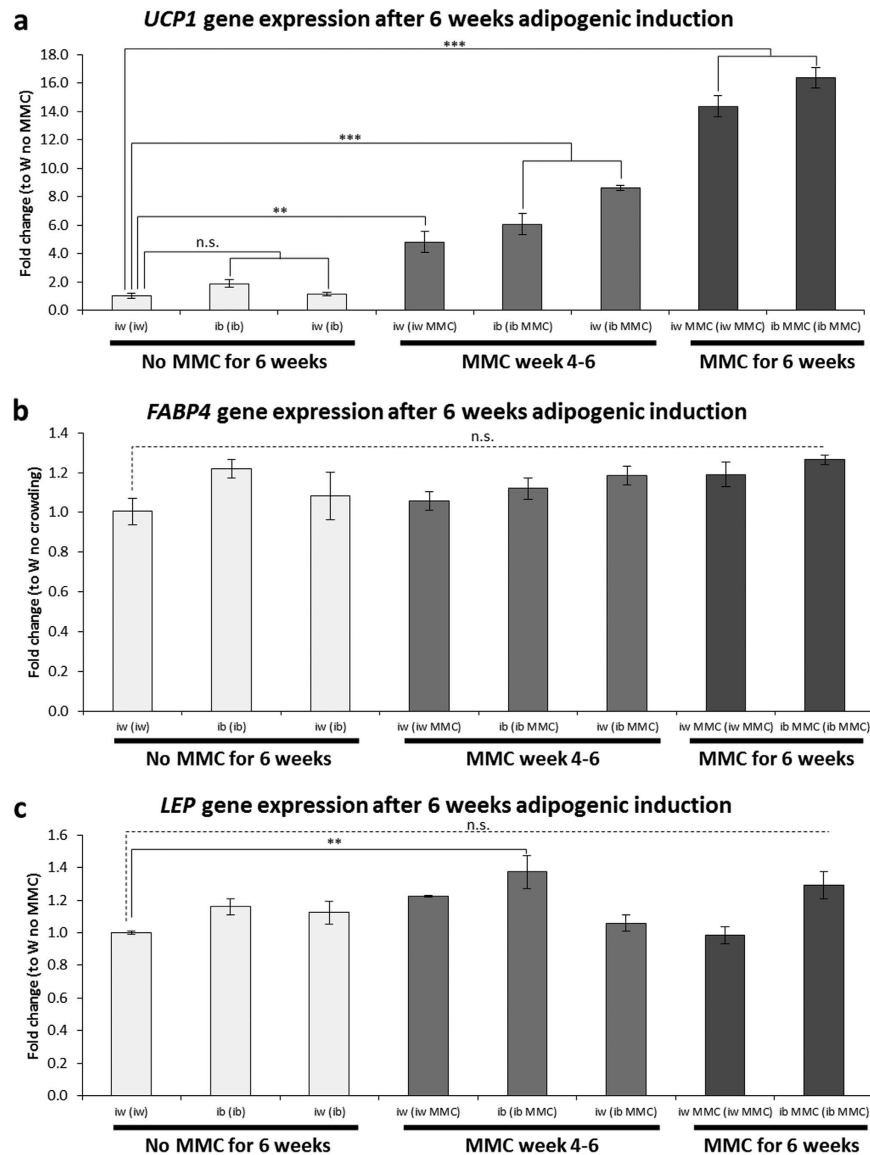 a
UCP1 gene expression after 6 weeks adipogenic induction
Fold change (to W no MMC)
18.0
16.0
14.0
12.0
10.0
8.0
6.0
4.0
2.0
0.0
***
***
**
n.s.
iw (iw)
ib (ib)
iw (ib)
iw (iw MMC)
ib (ib MMC)
iw (ib MMC)
iw MMC (iw MMC)
ib MMC (ib MMC)
No MMC for 6 weeks
MMC week 4-6
MMC for 6 weeks
b
FABP4 gene expression after 6 weeks adipogenic induction
Fold change (to W no crowding)
1.4
1.2
1.0
0.8
0.6
0.4
0.2
0.0
n.s.
iw (iw)
ib (ib)
iw (ib)
iw (iw MMC)
ib (ib MMC)
iw (ib MMC)
iw MMC (iw MMC)
ib MMC (ib MMC)
No MMC for 6 weeks
MMC week 4-6
MMC for 6 weeks
c
LEP gene expression after 6 weeks adipogenic induction
Fold change (to W no MMC)
1.6
1.4
1.2
1.0
0.8
0.6
0.4
0.2
0.0
n.s.
**
iw (iw)
ib (ib)
iw (ib)
iw (iw MMC)
ib (ib MMC)
iw (ib MMC)
iw MMC (iw MMC)
ib MMC (ib MMC)
No MMC for 6 weeks
MMC week 4-6
MMC for 6 weeks